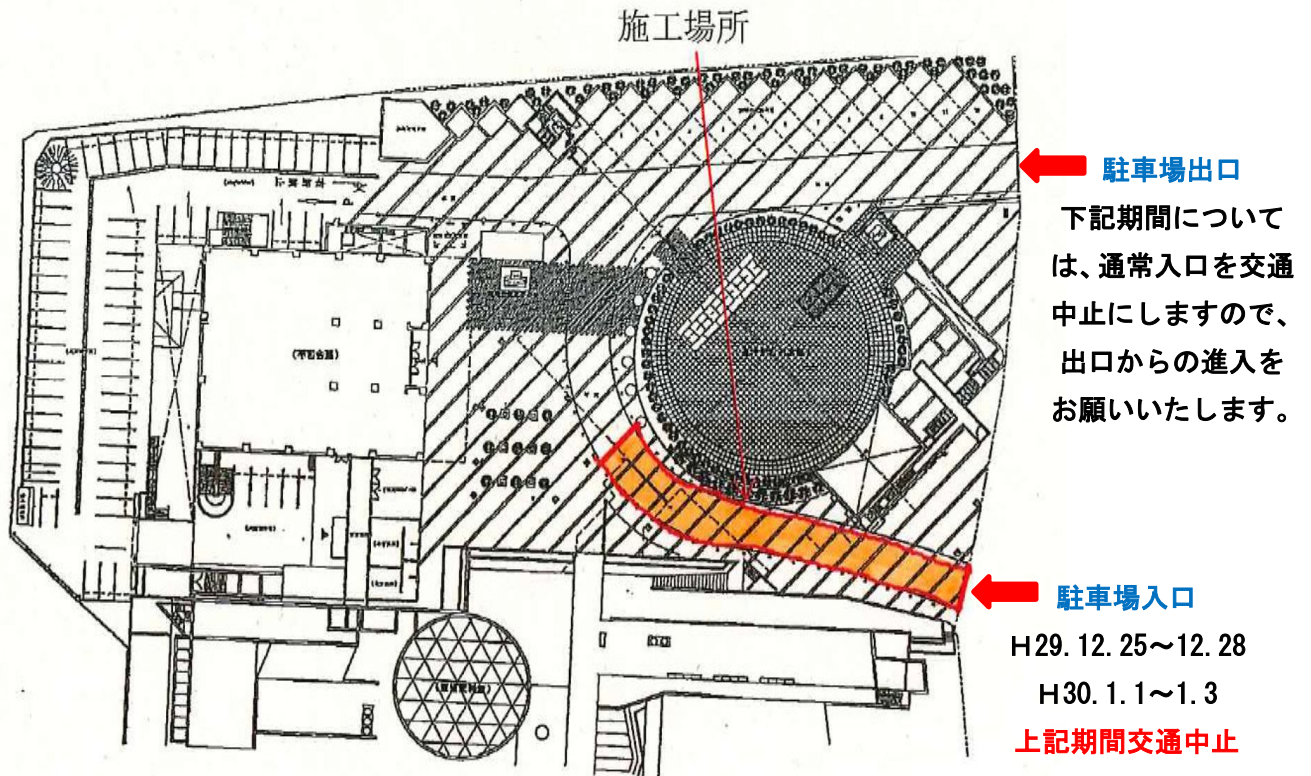 施工場所
駐車場出口
下記期間について
は、通常入口を交通
中止にしますので、
出口からの進入を
お願いいたします。
駐車場入口
H29.12.25～12.28
H30.1.1～1.3
上記期間交通中止